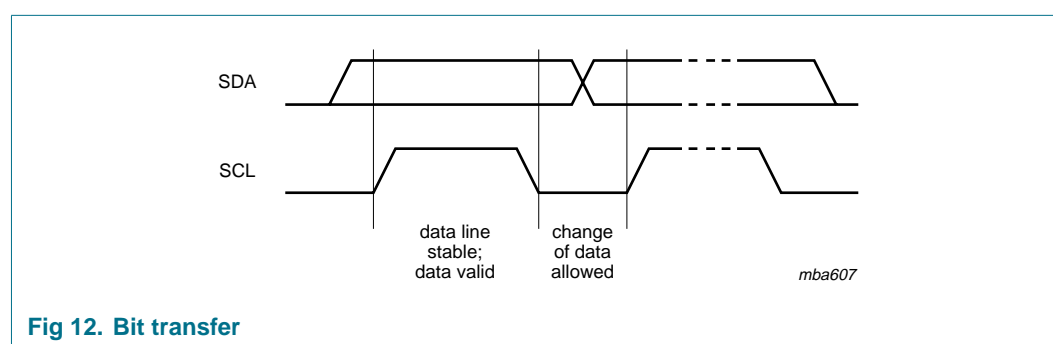 SDA
SCL
data line
stable;
data valid
change
of data
allowed
mba607
Fig 12. Bit transfer